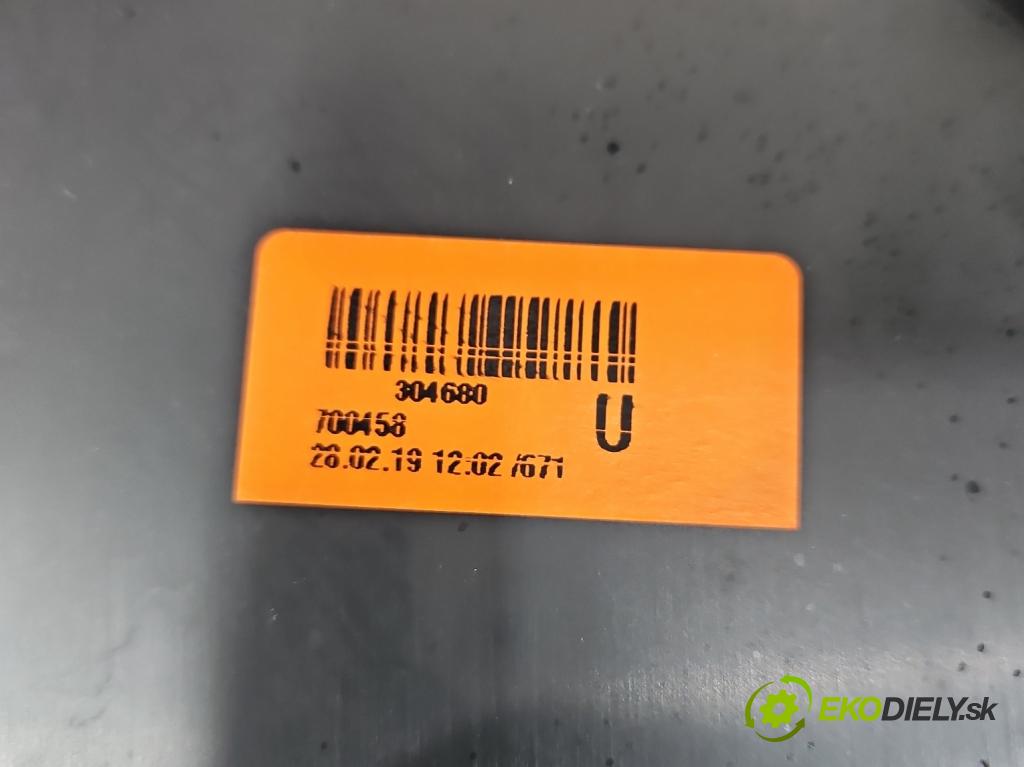 304680
700458
U
28.02.19 12:02 /671
EKODIELY.sk